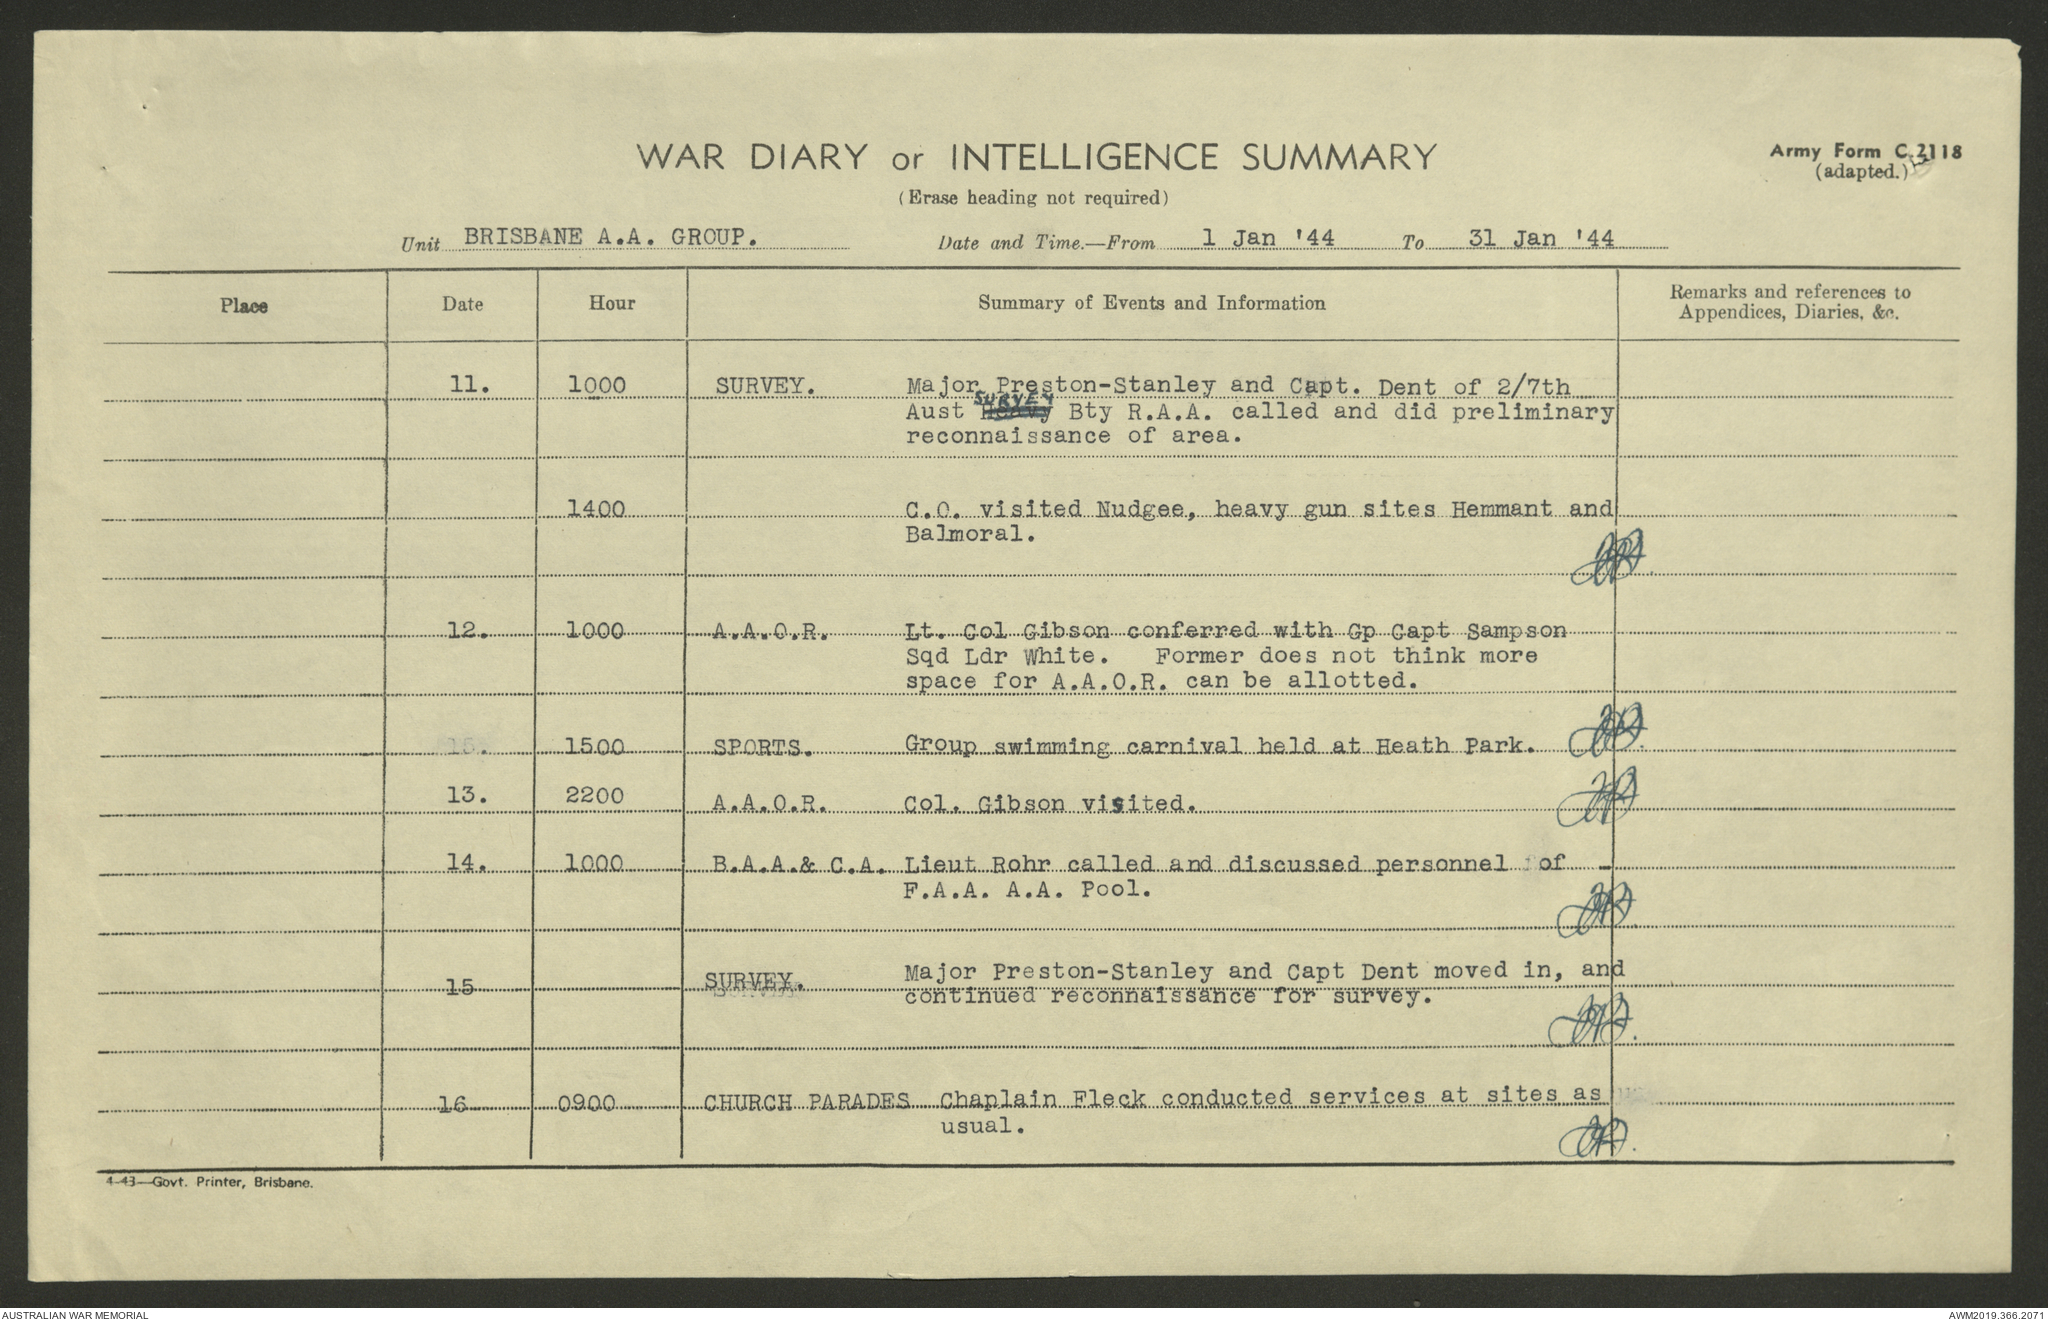 WAR DIARY or INTELLIGENCE SUMMARY
Army Form C.2118
(adapted.)
(Erase heading not required)
Unit BRISBANE A.A. GROUP. Date and Time.—From 1 Jan '44 To 31 Jan '44
Place Date Hour Summary of Events and Information Remarks and references to
Appendices, Diaries, &c.
11. 1000 SURVEY. Major Preston-Stanley and Capt. Dent of 2/7th
SURVEY
Aust Heavy Bty R.A.A. called and did preliminary
reconnaissance of area.
1400 C.O. visited Nudgee, heavy gun sites Hemmant and
Balmoral.
12. 1000 A.A.O.R. Lt. Col Gibson conferred with Gp Capt Sampson
Sqd Ldr White. Former does not think more
space for A.A.O.R. can be allotted.
1500 SPORTS. Group swimming carnival held at Heath Park.
13. 2200 A.A.O.R. Col. Gibson visited.
14. 1000 B.A.A.& C.A. Lieut Rohr called and discussed personnel of -
F.A.A. A.A. Pool.
15 SURVEY. Major Preston-Stanley and Capt Dent moved in, and
continued reconnaissance for survey.
16 0900 CHURCH PARADES Chaplain Fleck conducted services at sites as
usual.
4-43—Govt. Printer, Brisbane.
AUSTRALIAN WAR MEMORIAL AWM2019.366.2071